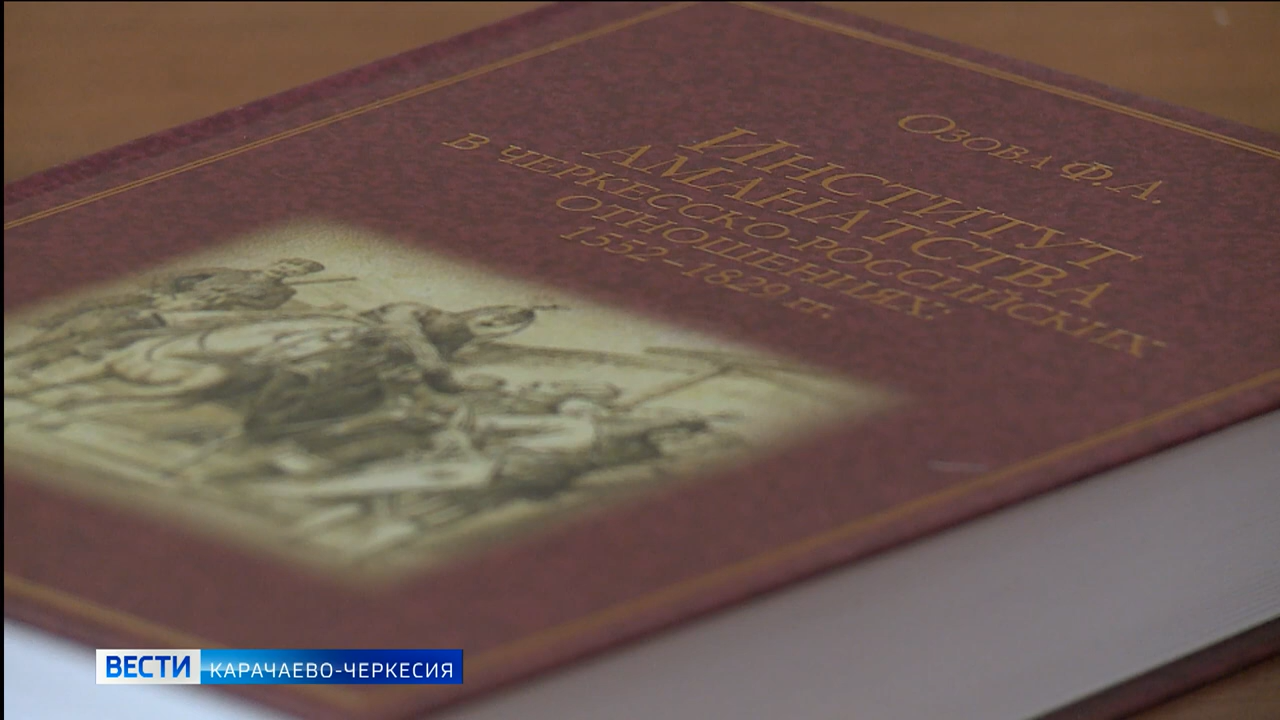 Озова Ф.А.
Институт
аманатства
в черкесско-российских
отношениях:
1552–1829 гг.
ВЕСТИ КАРАЧАЕВО-ЧЕРКЕСИЯ